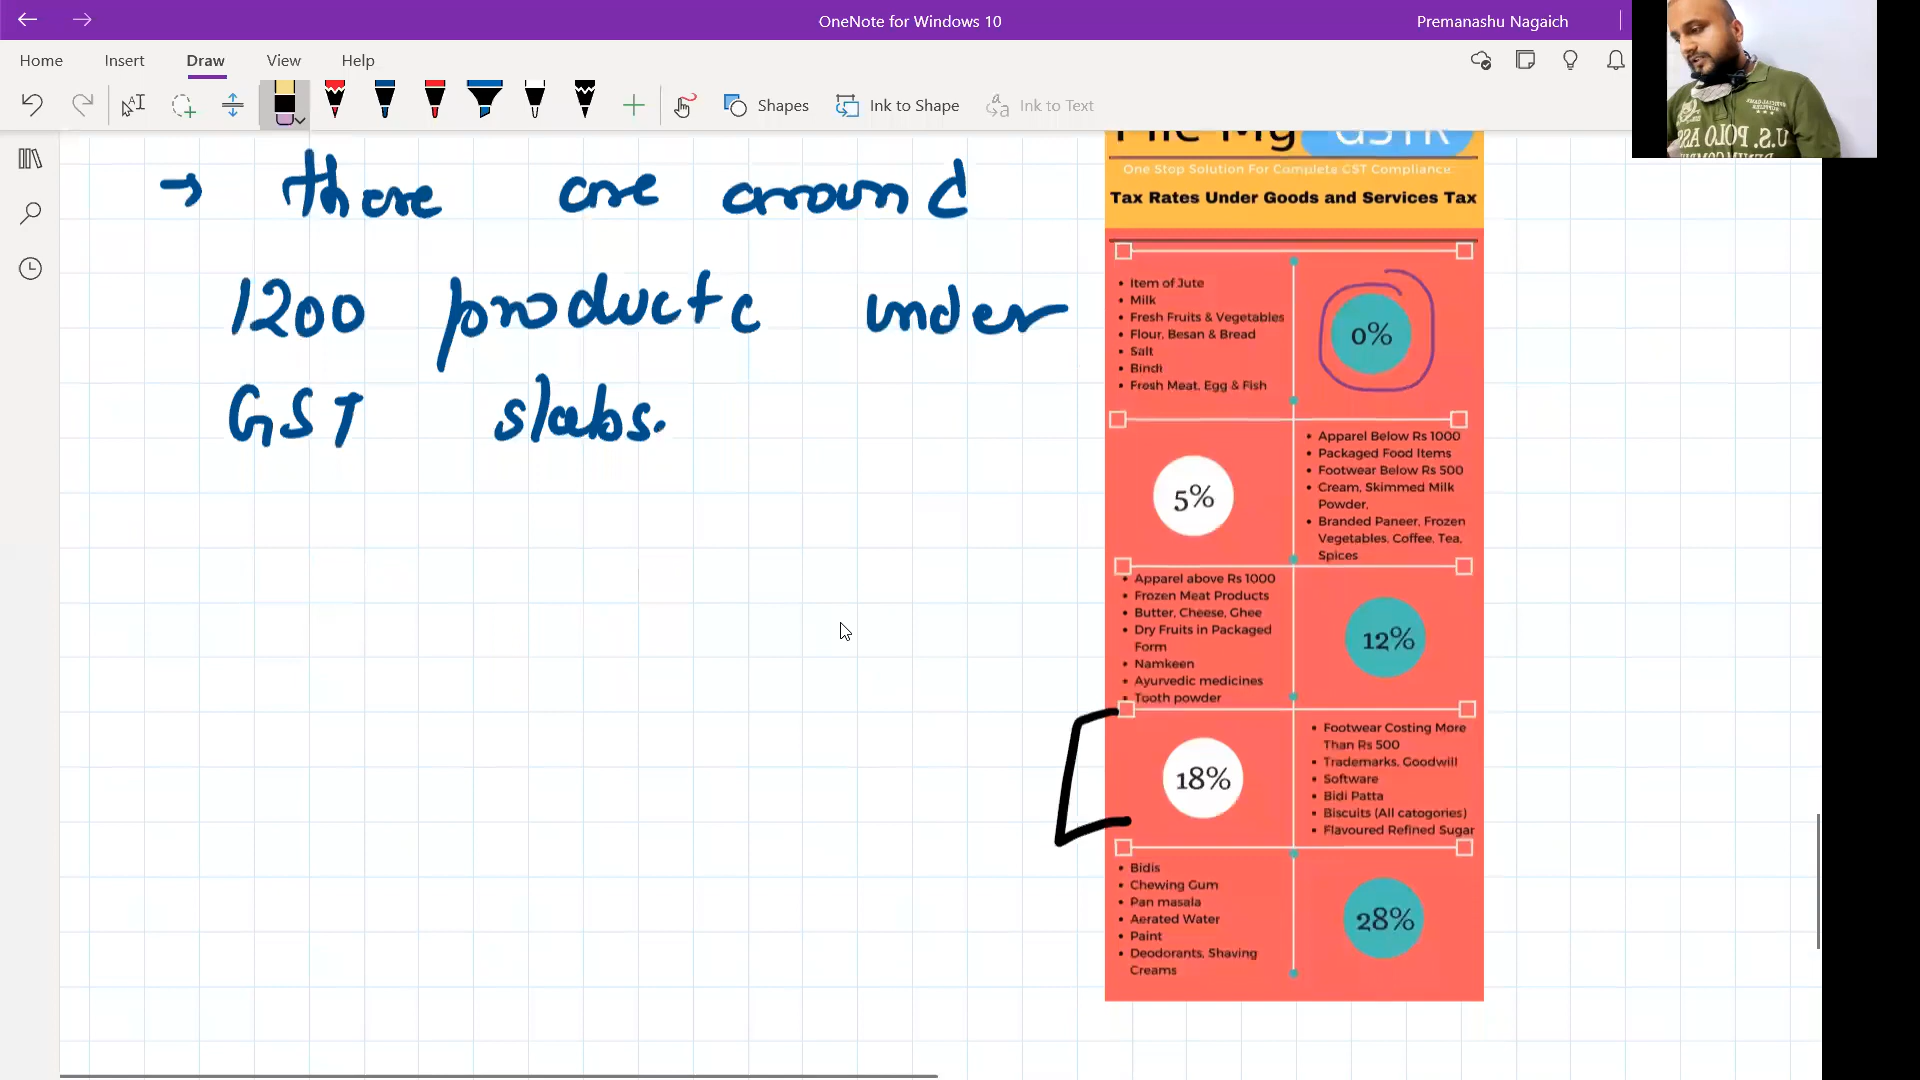 OneNote for Windows 10
Premanashu Nagaich
Home
Insert
Draw
View
Help
Shapes
Ink to Shape
Ink to Text
→ there are around
1200 products under
GST slabs.
File My GSTR
One Stop Solution For Complete GST Compliance
Tax Rates Under Goods and Services Tax
• Item of Jute
• Milk
• Fresh Fruits & Vegetables
• Flour, Besan & Bread
• Salt
• Bindi
• Fresh Meat, Egg & Fish
0%
5%
• Apparel Below Rs 1000
• Packaged Food Items
• Footwear Below Rs 500
• Cream, Skimmed Milk
Powder,
• Branded Paneer, Frozen
Vegetables, Coffee, Tea,
Spices
• Apparel above Rs 1000
• Frozen Meat Products
• Butter, Cheese, Ghee
• Dry Fruits in Packaged
Form
• Namkeen
• Ayurvedic medicines
• Tooth powder
12%
18%
• Footwear Costing More
Than Rs 500
• Trademarks, Goodwill
• Software
• Bidi Patta
• Biscuits (All catogories)
• Flavoured Refined Sugar
• Bidis
• Chewing Gum
• Pan masala
• Aerated Water
• Paint
• Deodorants, Shaving
Creams
28%
U.S. POLO ASS